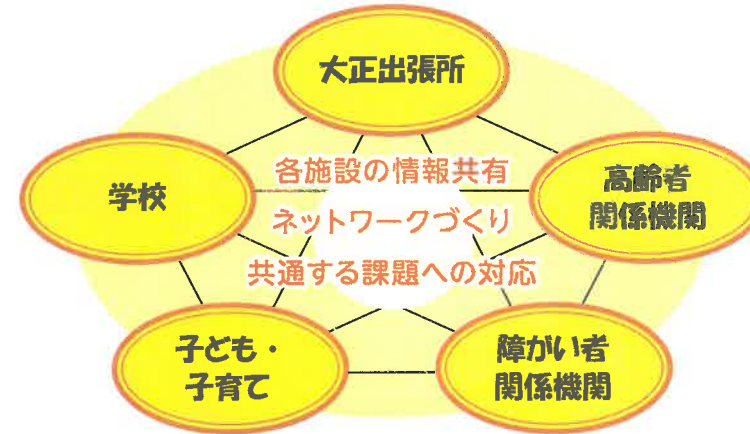 大正出張所
学校
各施設の情報共有
ネットワークづくり
共通する課題への対応
高齢者
関係機関
子ども・
子育て
障がい者
関係機関